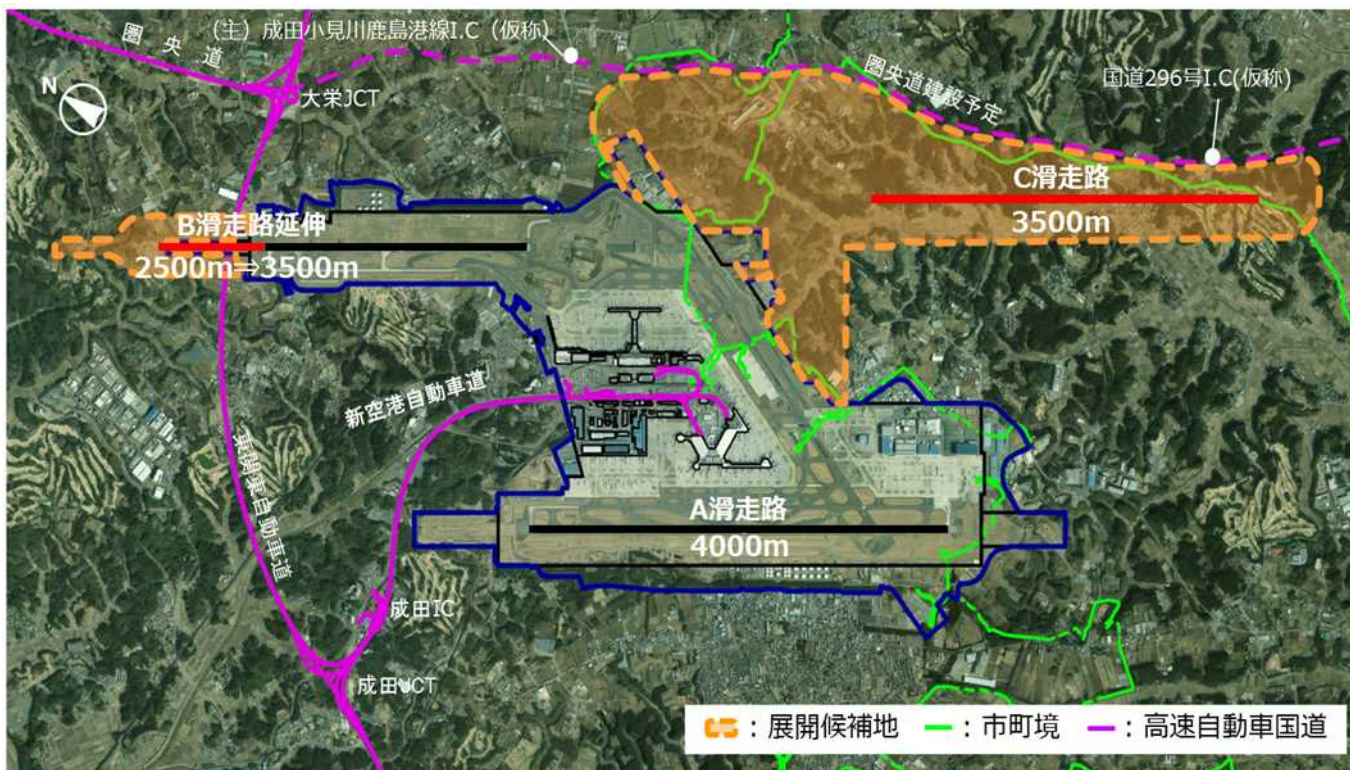 (主)成田小見川鹿島港線I.C(仮称)
圏央道
N
大栄JCT
圏央道建設予定
国道296号I.C(仮称)
C滑走路
3500m
B滑走路延伸
2500m⇒3500m
新空港自動車道
東関東自動車道
A滑走路
4000m
成田IC
成田JCT
:展開候補地 :市町境 :高速自動車国道